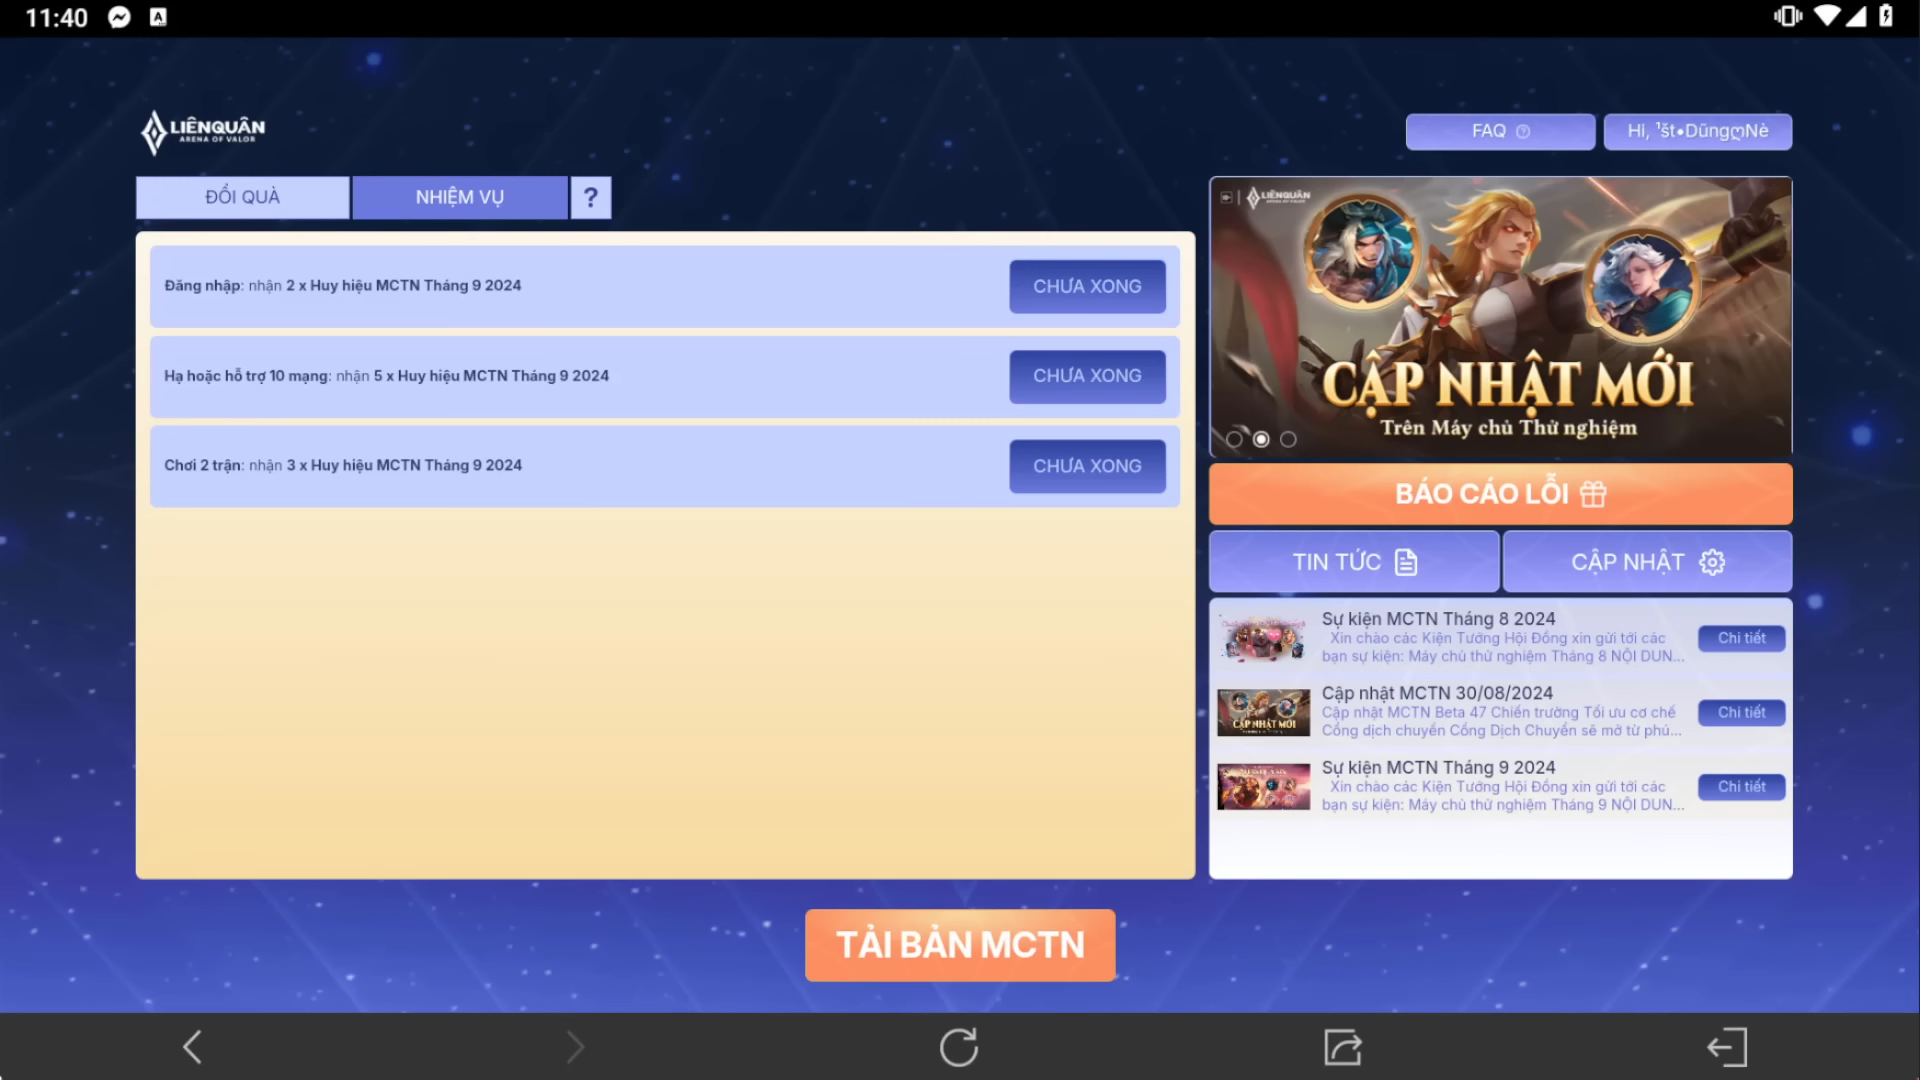 11:40
LIÊNQUÂN
ARENA OF VALOR
FAQ
Hi, ¹št•DũngღNè
ĐỔI QUÀ
NHIỆM VỤ
?
Đăng nhập: nhận 2 x Huy hiệu MCTN Tháng 9 2024
CHƯA XONG
Hạ hoặc hỗ trợ 10 mạng: nhận 5 x Huy hiệu MCTN Tháng 9 2024
CHƯA XONG
Chơi 2 trận: nhận 3 x Huy hiệu MCTN Tháng 9 2024
CHƯA XONG
LIÊNQUÂN
CẬP NHẬT MỚI
Trên Máy chủ Thử nghiệm
BÁO CÁO LỖI
TIN TỨC
CẬP NHẬT
Sự kiện MCTN Tháng 8 2024
Xin chào các Kiện Tướng Hội Đồng xin gửi tới các
bạn sự kiện: Máy chủ thử nghiệm Tháng 8 NỘI DUN...
Chi tiết
CẬP NHẬT MỚI
Cập nhật MCTN 30/08/2024
Cập nhật MCTN Beta 47 Chiến trường Tối ưu cơ chế
Cổng dịch chuyển Cổng Dịch Chuyển sẽ mở từ phú...
Chi tiết
Sự kiện MCTN Tháng 9 2024
Xin chào các Kiện Tướng Hội Đồng xin gửi tới các
bạn sự kiện: Máy chủ thử nghiệm Tháng 9 NỘI DUN...
Chi tiết
TẢI BẢN MCTN